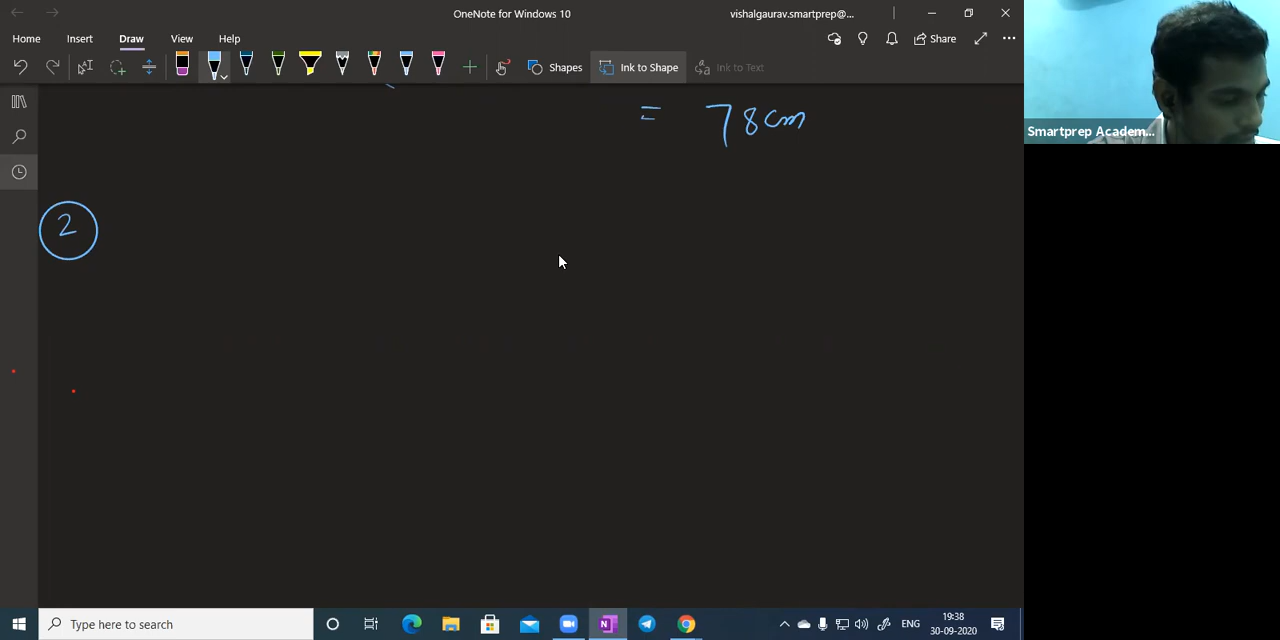 OneNote for Windows 10
vishalgaurav.smartprep@...
Home Insert Draw View Help
Share
Shapes
Ink to Shape
Ink to Text
= 78cm
2
Smartprep Academ...
Type here to search
N
ENG
19:38
30-09-2020